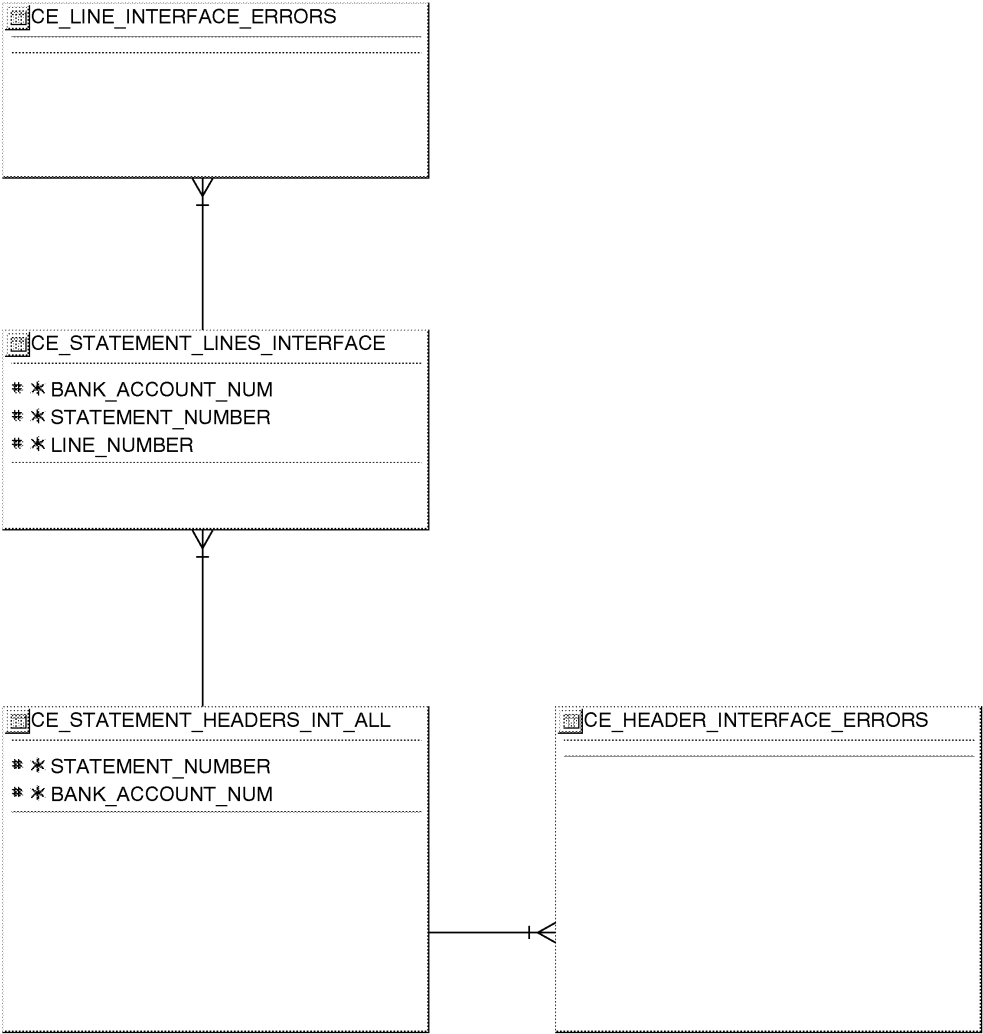 CE_LINE_INTERFACE_ERRORS
CE_STATEMENT_LINES_INTERFACE
# * BANK_ACCOUNT_NUM
# * STATEMENT_NUMBER
# * LINE_NUMBER
CE_STATEMENT_HEADERS_INT_ALL
# * STATEMENT_NUMBER
# * BANK_ACCOUNT_NUM
CE_HEADER_INTERFACE_ERRORS